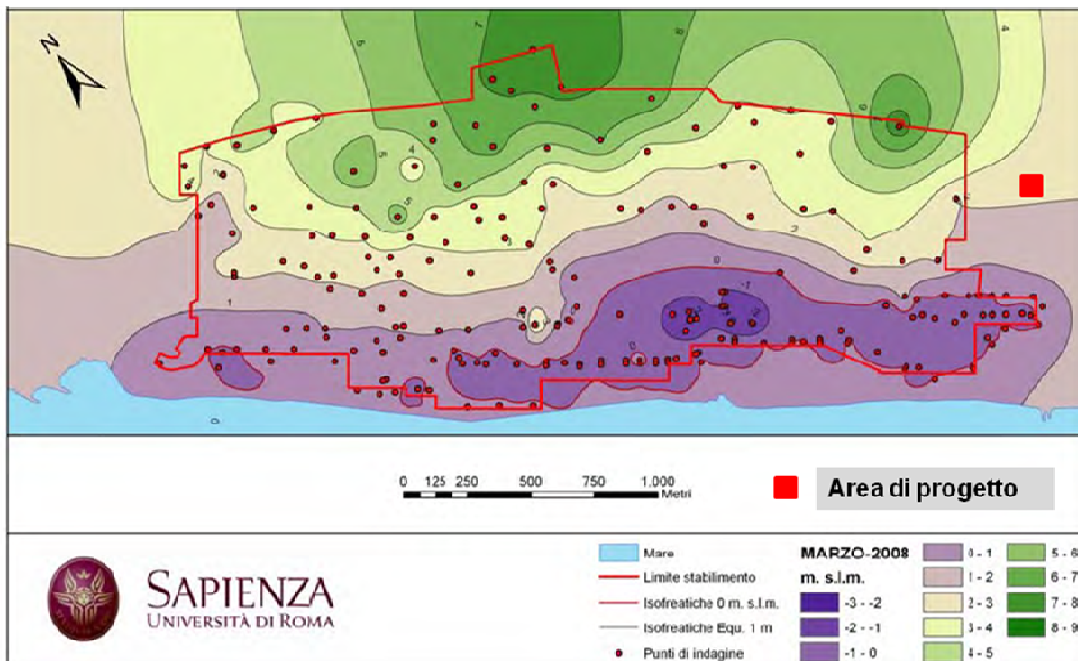 N
0 125 250 500 750 1.000
Metri
Area di progetto
SAPIENZA
UNIVERSITÀ DI ROMA
Mare
Limite stabilimento
Isofreatiche 0 m. s.l.m.
Isofreatiche Equ. 1 m
Punti di indagine
MARZO-2008
m. s.l.m.
-3 - -2
-2 - -1
-1 - 0
0 - 1
1 - 2
2 - 3
3 - 4
4 - 5
5 - 6
6 - 7
7 - 8
8 - 9